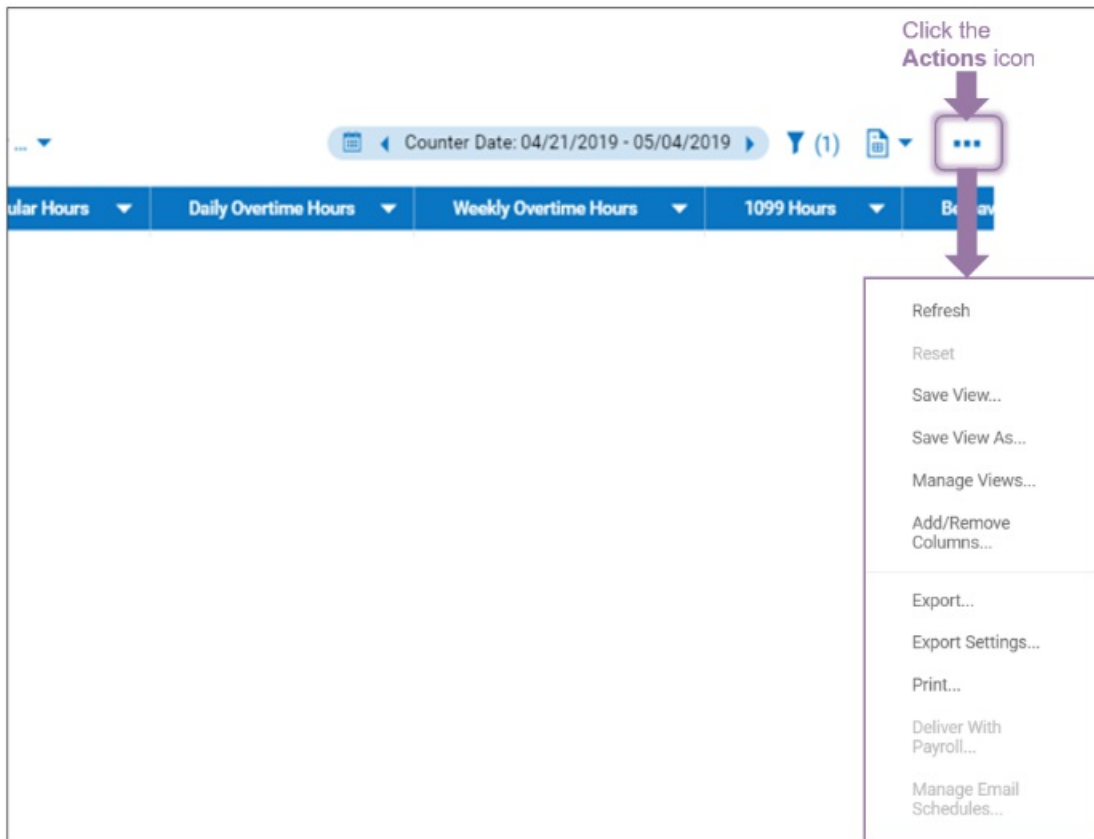 Click the
Actions icon
... Counter Date: 04/21/2019 - 05/04/2019 (1) ...
ular Hours Daily Overtime Hours Weekly Overtime Hours 1099 Hours
Refresh
Reset
Save View...
Save View As...
Manage Views...
Add/Remove
Columns...
Export...
Export Settings...
Print...
Deliver With
Payroll...
Manage Email
Schedules...